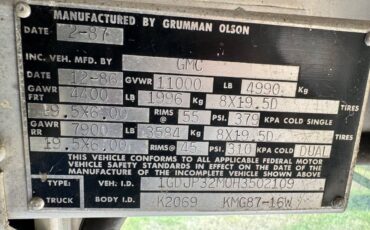 MANUFACTURED BY GRUMMAN OLSON
DATE 2-87
INC. VEH. MFD. BY GMC
DATE 12-86 GVWR 11000 LB 4990 Kg
GAWR FRT 4400 LB 1996 Kg 8X19.5D TIRES
19.5X6.00 RIMS @ 55 PSI. 379 KPA COLD SINGLE
GAWR RR 7900 LB 3584 Kg 8X19.5D TIRES
19.5X6.00 RIMS @ 45 PSI. 310 KPA COLD DUAL
THIS VEHICLE CONFORMS TO ALL APPLICABLE FEDERAL MOTOR
VEHICLE SAFETY STANDARDS IN EFFECT ON THE DATE OF THE
MANUFACTURE OF THE INCOMPLETE VEHICLE SHOWN ABOVE.
TYPE: VEH. I.D. 1GDJP32M0H3502109
TRUCK BODY I.D. K2069 KMG87-16W